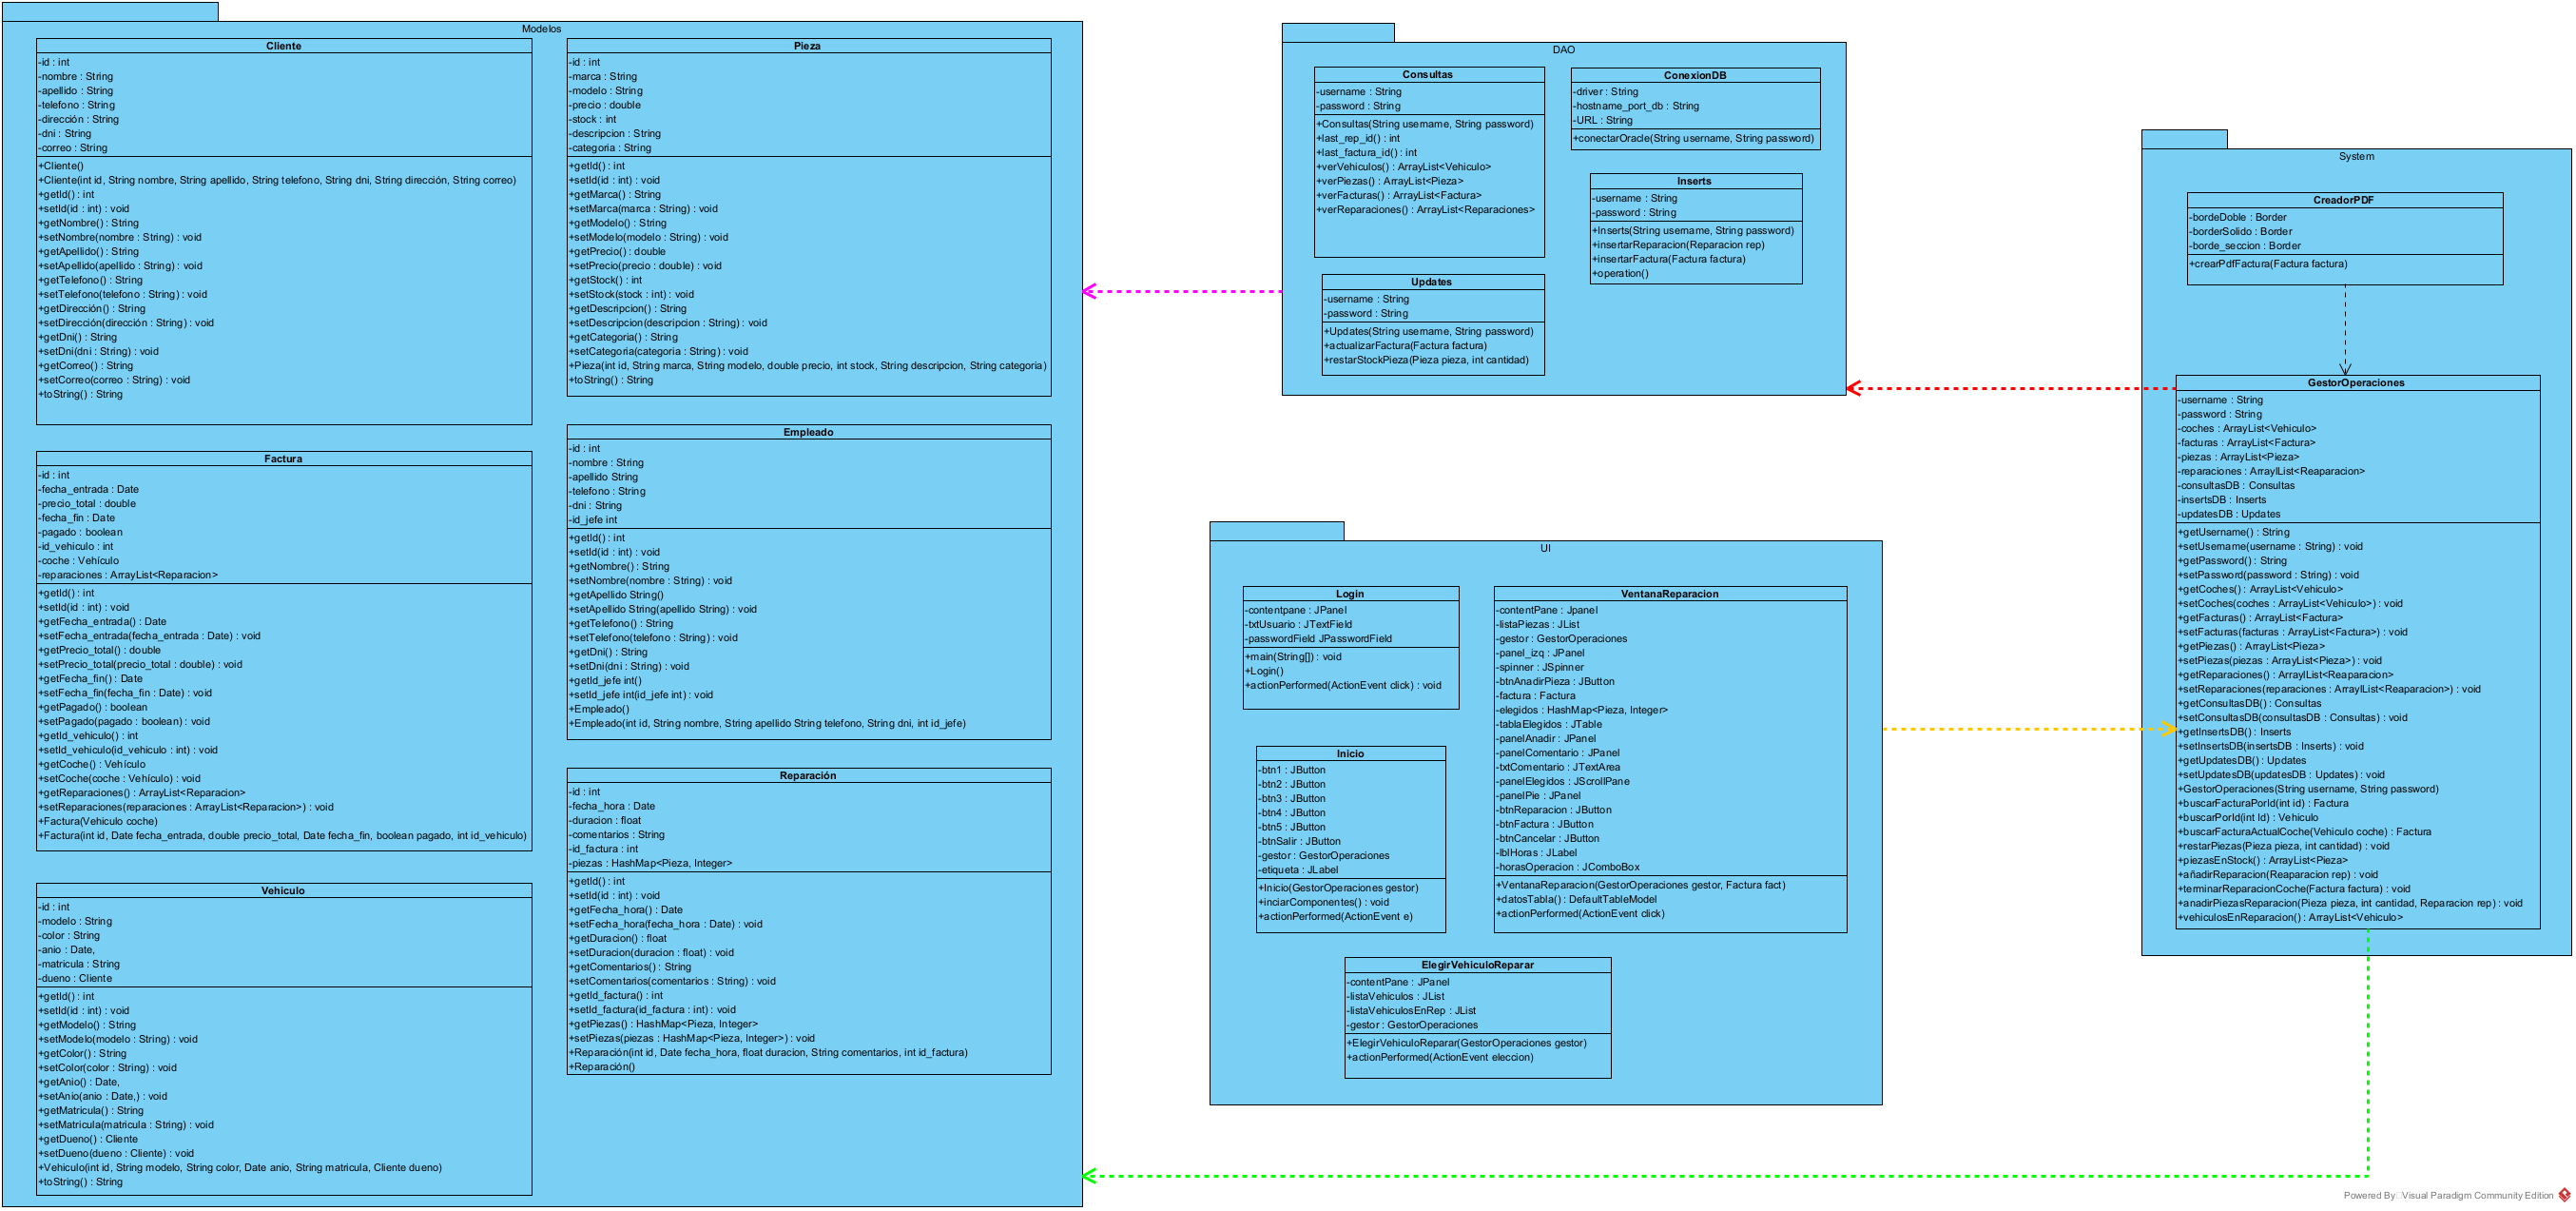 Modelos
Cliente
-id : int
-nombre : String
-apellido : String
-telefono : String
-dirección : String
-dni : String
-correo : String
+Cliente()
+Cliente(int id, String nombre, String apellido, String telefono, String dni, String dirección, String correo)
+getId() : int
+setId(id : int) : void
+getNombre() : String
+setNombre(nombre : String) : void
+getApellido() : String
+setApellido(apellido : String) : void
+getTelefono() : String
+setTelefono(telefono : String) : void
+getDirección() : String
+setDirección(dirección : String) : void
+getDni() : String
+setDni(dni : String) : void
+getCorreo() : String
+setCorreo(correo : String) : void
+toString() : String
Factura
-id : int
-fecha_entrada : Date
-precio_total : double
-fecha_fin : Date
-pagado : boolean
-id_vehiculo : int
-coche : Vehículo
-reparaciones : ArrayList<Reparacion>
+getId() : int
+setId(id : int) : void
+getFecha_entrada() : Date
+setFecha_entrada(fecha_entrada : Date) : void
+getPrecio_total() : double
+setPrecio_total(precio_total : double) : void
+getFecha_fin() : Date
+setFecha_fin(fecha_fin : Date) : void
+getPagado() : boolean
+setPagado(pagado : boolean) : void
+getId_vehiculo() : int
+setId_vehiculo(id_vehiculo : int) : void
+getCoche() : Vehículo
+setCoche(coche : Vehículo) : void
+getReparaciones() : ArrayList<Reparacion>
+setReparaciones(reparaciones : ArrayList<Reparacion>) : void
+Factura(Vehiculo coche)
+Factura(int id, Date fecha_entrada, double precio_total, Date fecha_fin, boolean pagado, int id_vehiculo)
Vehiculo
-id : int
-modelo : String
-color : String
-anio : Date,
-matricula : String
-dueno : Cliente
+getId() : int
+setId(id : int) : void
+getModelo() : String
+setModelo(modelo : String) : void
+getColor() : String
+setColor(color : String) : void
+getAnio() : Date,
+setAnio(anio : Date,) : void
+getMatricula() : String
+setMatricula(matricula : String) : void
+getDueno() : Cliente
+setDueno(dueno : Cliente) : void
+Vehiculo(int id, String modelo, String color, Date anio, String matricula, Cliente dueno)
+toString() : String
Pieza
-id : int
-marca : String
-modelo : String
-precio : double
-stock : int
-descripcion : String
-categoria : String
+getId() : int
+setId(id : int) : void
+getMarca() : String
+setMarca(marca : String) : void
+getModelo() : String
+setModelo(modelo : String) : void
+getPrecio() : double
+setPrecio(precio : double) : void
+getStock() : int
+setStock(stock : int) : void
+getDescripcion() : String
+setDescripcion(descripcion : String) : void
+getCategoria() : String
+setCategoria(categoria : String) : void
+Pieza(int id, String marca, String modelo, double precio, int stock, String descripcion, String categoria)
+toString() : String
Empleado
-id : int
-nombre : String
-apellido String
-telefono : String
-dni : String
-id_jefe int
+getId() : int
+setId(id : int) : void
+getNombre() : String
+setNombre(nombre : String) : void
+getApellido String()
+setApellido String(apellido String) : void
+getTelefono() : String
+setTelefono(telefono : String) : void
+getDni() : String
+setDni(dni : String) : void
+getId_jefe int()
+setId_jefe int(id_jefe int) : void
+Empleado()
+Empleado(int id, String nombre, String apellido String telefono, String dni, int id_jefe)
Reparación
-id : int
-fecha_hora : Date
-duracion : float
-comentarios : String
-id_factura : int
-piezas : HashMap<Pieza, Integer>
+getId() : int
+setId(id : int) : void
+getFecha_hora() : Date
+setFecha_hora(fecha_hora : Date) : void
+getDuracion() : float
+setDuracion(duracion : float) : void
+getComentarios() : String
+setComentarios(comentarios : String) : void
+getId_factura() : int
+setId_factura(id_factura : int) : void
+getPiezas() : HashMap<Pieza, Integer>
+setPiezas(piezas : HashMap<Pieza, Integer>) : void
+Reparación(int id, Date fecha_hora, float duracion, String comentarios, int id_factura)
+Reparación()
DAO
Consultas
-username : String
-password : String
+Consultas(String username, String password)
+last_rep_id() : int
+last_factura_id() : int
+verVehiculos() : ArrayList<Vehiculo>
+verPiezas() : ArrayList<Pieza>
+verFacturas() : ArrayList<Factura>
+verReparaciones() : ArrayList<Reparaciones>
ConexionDB
-driver : String
-hostname_port_db : String
-URL : String
+conectarOracle(String username, String password)
Inserts
-username : String
-password : String
+Inserts(String username, String password)
+insertarReparacion(Reparacion rep)
+insertarFactura(Factura factura)
+operation()
Updates
-username : String
-password : String
+Updates(String username, String password)
+actualizarFactura(Factura factura)
+restarStockPieza(Pieza pieza, int cantidad)
UI
Login
-contentpane : JPanel
-txtUsuario : JTextField
-passwordField JPasswordField
+main(String[]) : void
+Login()
+actionPerformed(ActionEvent click) : void
Inicio
-btn1 : JButton
-btn2 : JButton
-btn3 : JButton
-btn4 : JButton
-btn5 : JButton
-btnSalir : JButton
-gestor : GestorOperaciones
-etiqueta : JLabel
+Inicio(GestorOperaciones gestor)
+inciarComponentes() : void
+actionPerformed(ActionEvent e)
VentanaReparacion
-contentPane : Jpanel
-listaPiezas : JList
-gestor : GestorOperaciones
-panel_izq : JPanel
-spinner : JSpinner
-btnAnadirPieza : JButton
-factura : Factura
-elegidos : HashMap<Pieza, Integer>
-tablaElegidos : JTable
-panelAnadir : JPanel
-panelComentario : JPanel
-txtComentario : JTextArea
-panelElegidos : JScrollPane
-panelPie : JPanel
-btnReparacion : JButton
-btnFactura : JButton
-btnCancelar : JButton
-lblHoras : JLabel
-horasOperacion : JComboBox
+VentanaReparacion(GestorOperaciones gestor, Factura fact)
+datosTabla() : DefaultTableModel
+actionPerformed(ActionEvent click)
ElegirVehiculoReparar
-contentPane : JPanel
-listaVehiculos : JList
-listaVehiculosEnRep : JList
-gestor : GestorOperaciones
+ElegirVehiculoReparar(GestorOperaciones gestor)
+actionPerformed(ActionEvent eleccion)
System
CreadorPDF
-bordeDoble : Border
-borderSolido : Border
-borde_seccion : Border
+crearPdfFactura(Factura factura)
GestorOperaciones
-username : String
-password : String
-coches : ArrayList<Vehiculo>
-facturas : ArrayList<Factura>
-piezas : ArrayList<Pieza>
-reparaciones : ArraylList<Reaparacion>
-consultasDB : Consultas
-insertsDB : Inserts
-updatesDB : Updates
+getUsername() : String
+setUsername(username : String) : void
+getPassword() : String
+setPassword(password : String) : void
+getCoches() : ArrayList<Vehiculo>
+setCoches(coches : ArrayList<Vehiculo>) : void
+getFacturas() : ArrayList<Factura>
+setFacturas(facturas : ArrayList<Factura>) : void
+getPiezas() : ArrayList<Pieza>
+setPiezas(piezas : ArrayList<Pieza>) : void
+getReparaciones() : ArraylList<Reaparacion>
+setReparaciones(reparaciones : ArraylList<Reaparacion>) : void
+getConsultasDB() : Consultas
+setConsultasDB(consultasDB : Consultas) : void
+getInsertsDB() : Inserts
+setInsertsDB(insertsDB : Inserts) : void
+getUpdatesDB() : Updates
+setUpdatesDB(updatesDB : Updates) : void
+GestorOperaciones(String username, String password)
+buscarFacturaPorId(int id) : Factura
+buscarPorId(int Id) : Vehiculo
+buscarFacturaActualCoche(Vehiculo coche) : Factura
+restarPiezas(Pieza pieza, int cantidad) : void
+piezasEnStock() : ArrayList<Pieza>
+añadirReparacion(Reaparacion rep) : void
+terminarReparacionCoche(Factura factura) : void
+anadirPiezasReparacion(Pieza pieza, int cantidad, Reparacion rep) : void
+vehiculosEnReparacion() : ArrayList<Vehiculo>
Powered By Visual Paradigm Community Edition